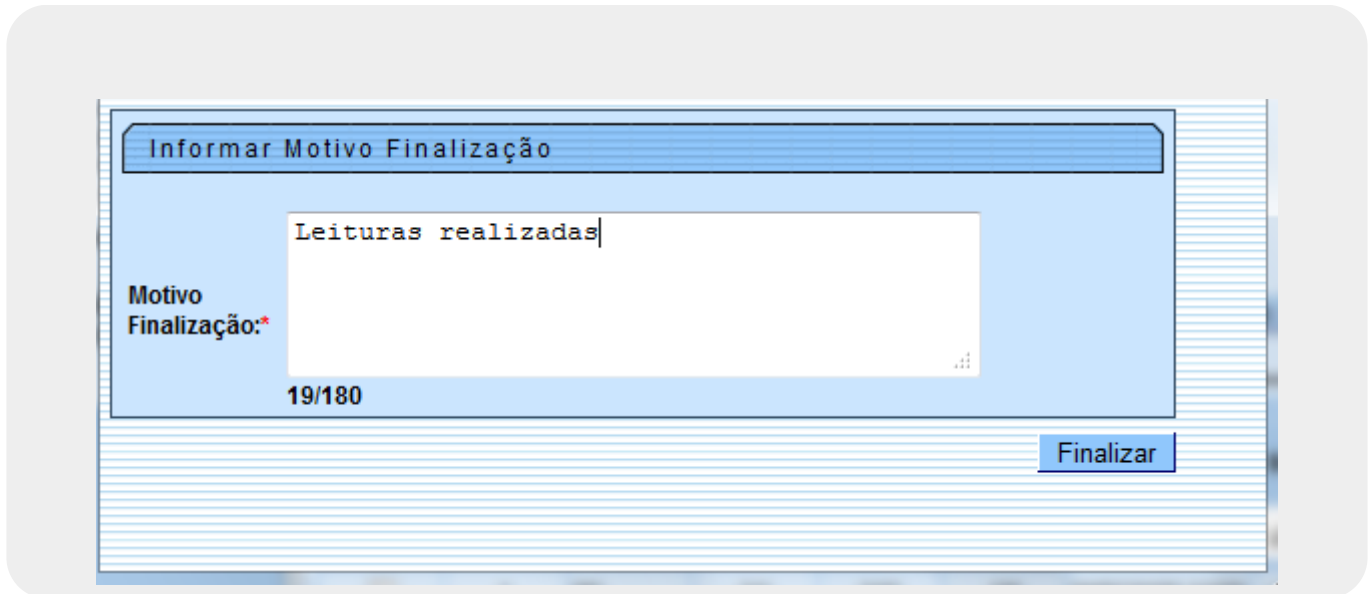 Informar Motivo Finalização
Leituras realizadas
Motivo
Finalização:*
19/180
Finalizar